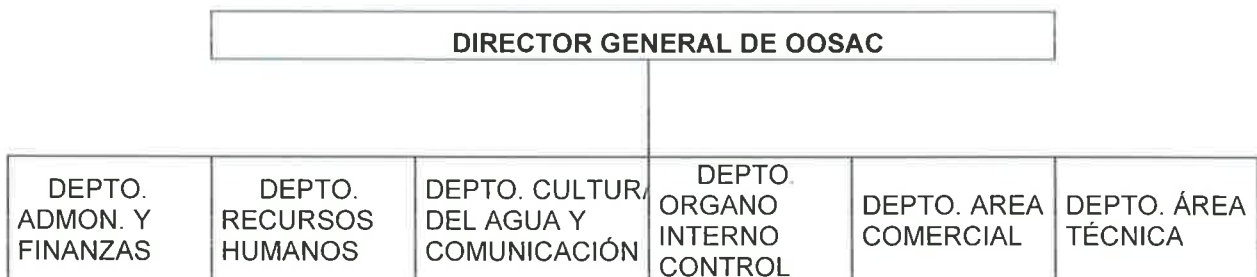 DIRECTOR GENERAL DE OOSAC
DEPTO.
ADMON. Y
FINANZAS
DEPTO.
RECURSOS
HUMANOS
DEPTO. CULTURA
DEL AGUA Y
COMUNICACIÓN
DEPTO.
ORGANO
INTERNO
CONTROL
DEPTO. AREA
COMERCIAL
DEPTO. ÁREA
TÉCNICA